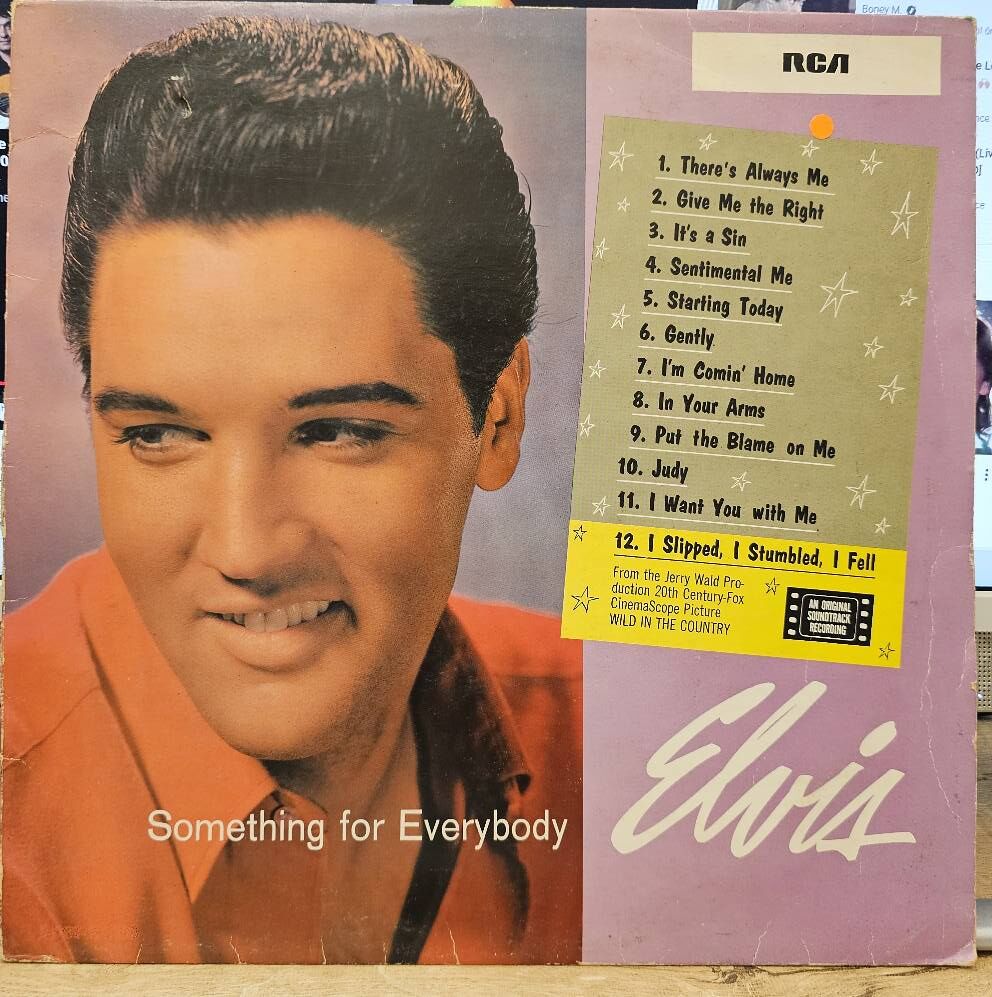 Boney M.
RCA
1. There's Always Me
2. Give Me the Right
3. It's a Sin
4. Sentimental Me
5. Starting Today
6. Gently
7. I'm Comin' Home
8. In Your Arms
9. Put the Blame on Me
10. Judy
11. I Want You with Me
12. I Slipped, I Stumbled, I Fell
From the Jerry Wald Pro-
duction 20th Century-Fox
CinemaScope Picture
WILD IN THE COUNTRY
AN ORIGINAL
SOUNDTRACK
RECORDING
Elvis
Something for Everybody